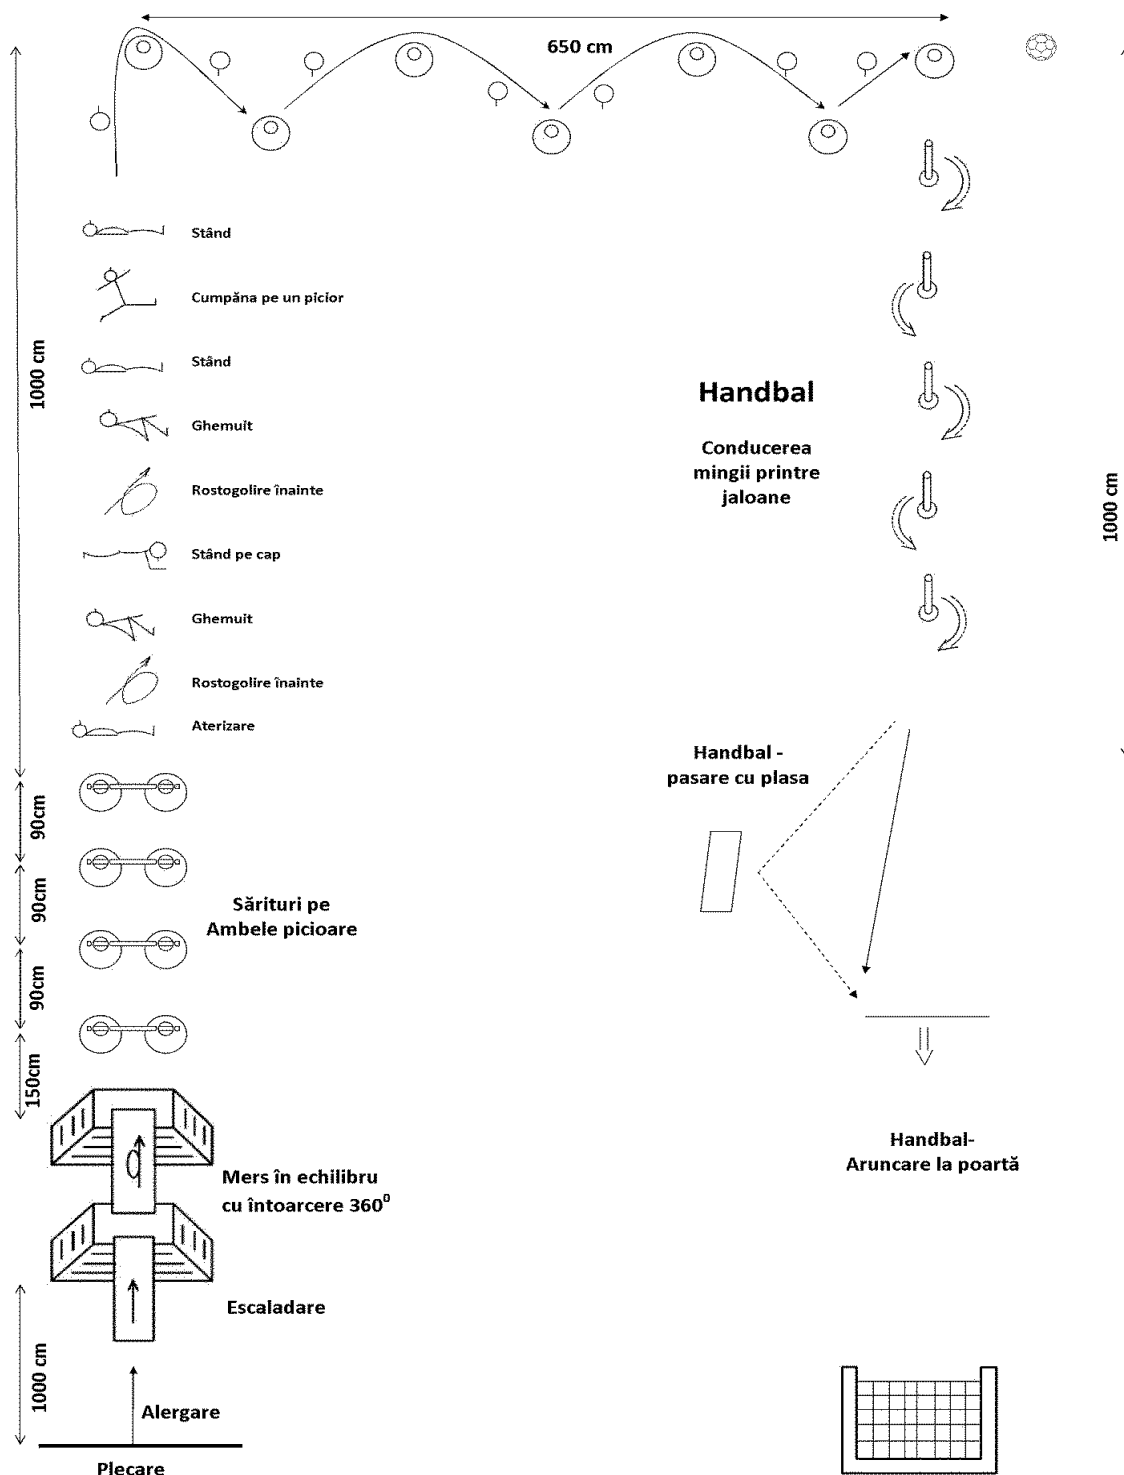 650 cm
Stând
Cumpăna pe un picior
Stând
Ghemuit
Rostogolire înainte
Stând pe cap
Ghemuit
Rostogolire înainte
Aterizare
1000 cm
90cm
90cm
90cm
150cm
1000 cm
Sărituri pe
Ambele picioare
Mers în echilibru
cu întoarcere 360⁰
Escaladare
Alergare
Plecare
Handbal
Conducerea
mingii printre
jaloane
1000 cm
Handbal -
pasare cu plasa
Handbal-
Aruncare la poartă